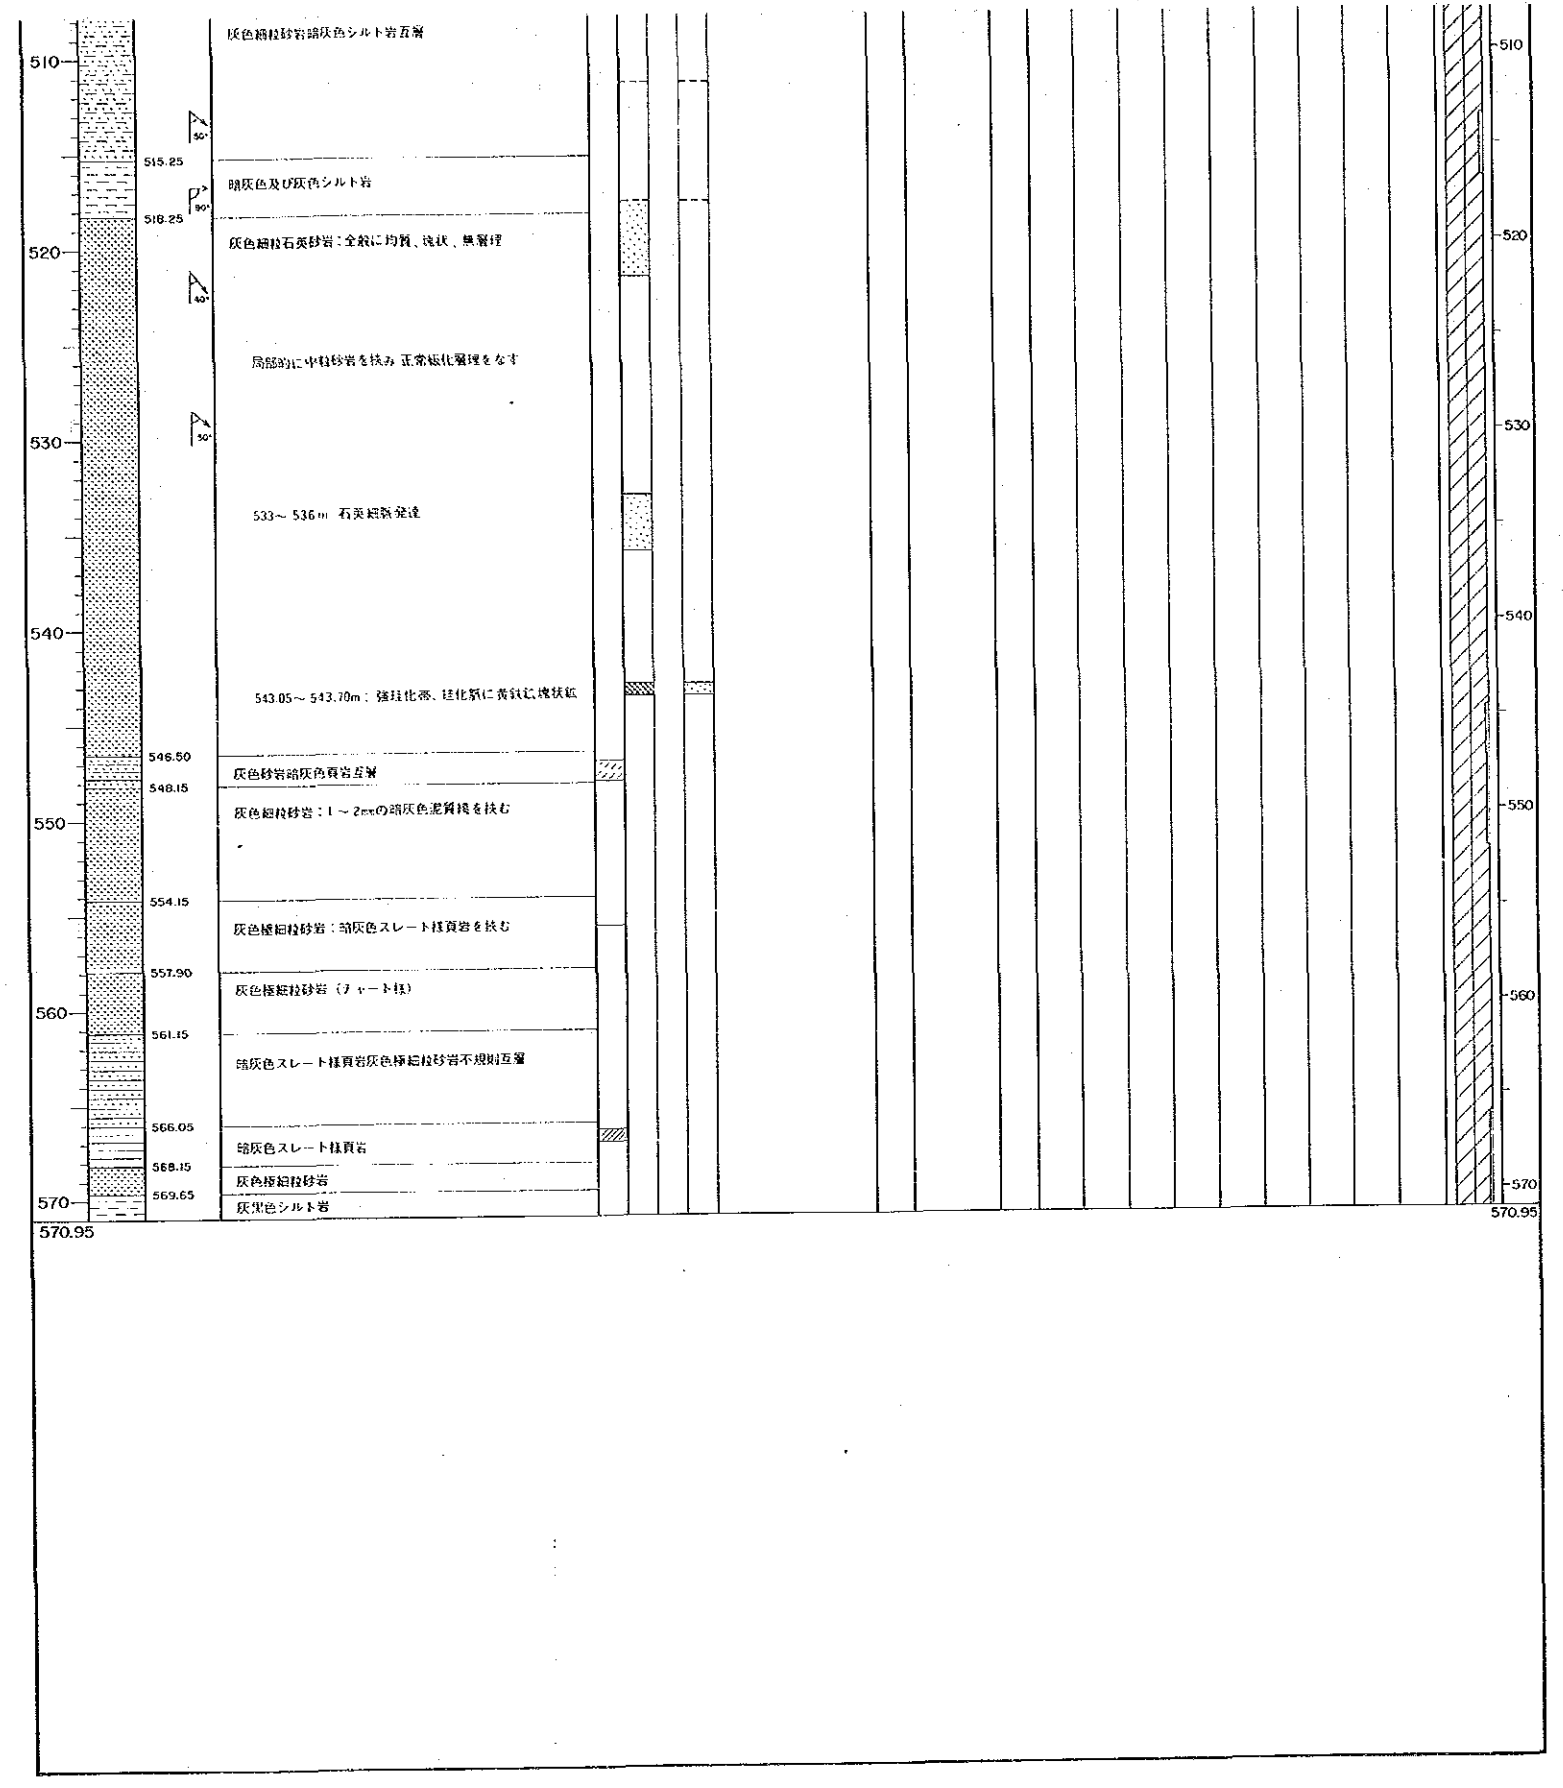 灰色細粒砂岩暗灰色シルト岩互層
510
510
50°
515.25
暗灰色及び灰色シルト岩
80°
518.25
灰色細粒石英砂岩:全般に均質、塊状、無層理
520
520
40°
局部的に中粒砂岩を挟み 正常級化層理をなす
530
530
30°
533~536m 石英細脈発達
540
540
543.05~543.70m: 強珪化帯、珪化脈に黄鉄鉱塊状鉱
546.50
灰色砂岩暗灰色頁岩互層
548.15
灰色細粒砂岩:1~2mmの暗灰色泥質縞を挟む
550
550
554.15
灰色極細粒砂岩:暗灰色スレート様頁岩を挟む
557.90
灰色極細粒砂岩(チャート様)
560
560
561.15
暗灰色スレート様頁岩灰色極細粒砂岩不規則互層
566.05
暗灰色スレート様頁岩
568.15
灰色極細粒砂岩
569.65
570
570
灰黒色シルト岩
570.95
570.95